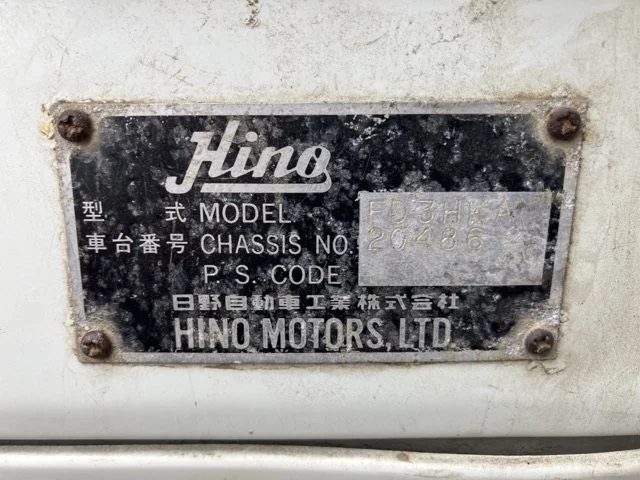 Hino
型 式 MODEL FD3HKA
車台番号 CHASSIS NO. 20486
P. S. CODE
日野自動車工業株式会社
HINO MOTORS, LTD.